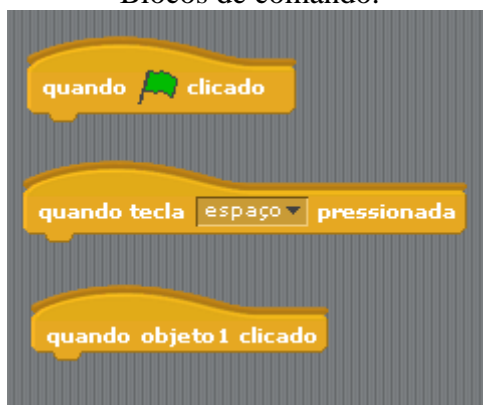 Blocos de comando:
quando clicado
quando tecla espaço pressionada
quando objeto1 clicado